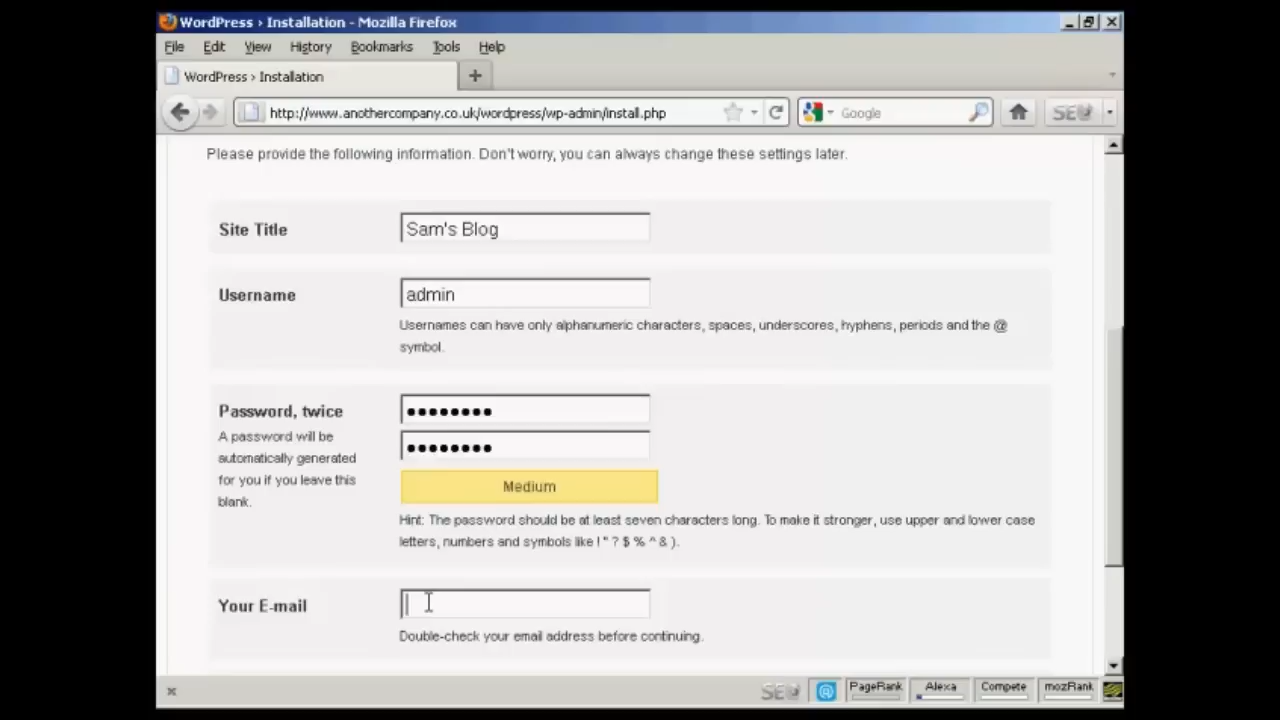 WordPress › Installation - Mozilla Firefox
File Edit View History Bookmarks Tools Help
WordPress › Installation
http://www.anothercompany.co.uk/wordpress/wp-admin/install.php
Google
SEO
Please provide the following information. Don't worry, you can always change these settings later.
Site Title
Sam's Blog
Username
admin
Usernames can have only alphanumeric characters, spaces, underscores, hyphens, periods and the @
symbol.
Password, twice
A password will be
automatically generated
for you if you leave this
blank.
Medium
Hint: The password should be at least seven characters long. To make it stronger, use upper and lower case
letters, numbers and symbols like ! " ? $ % ^ & ).
Your E-mail
Double-check your email address before continuing.
SEO
PageRank
Alexa
Compete
mozRank